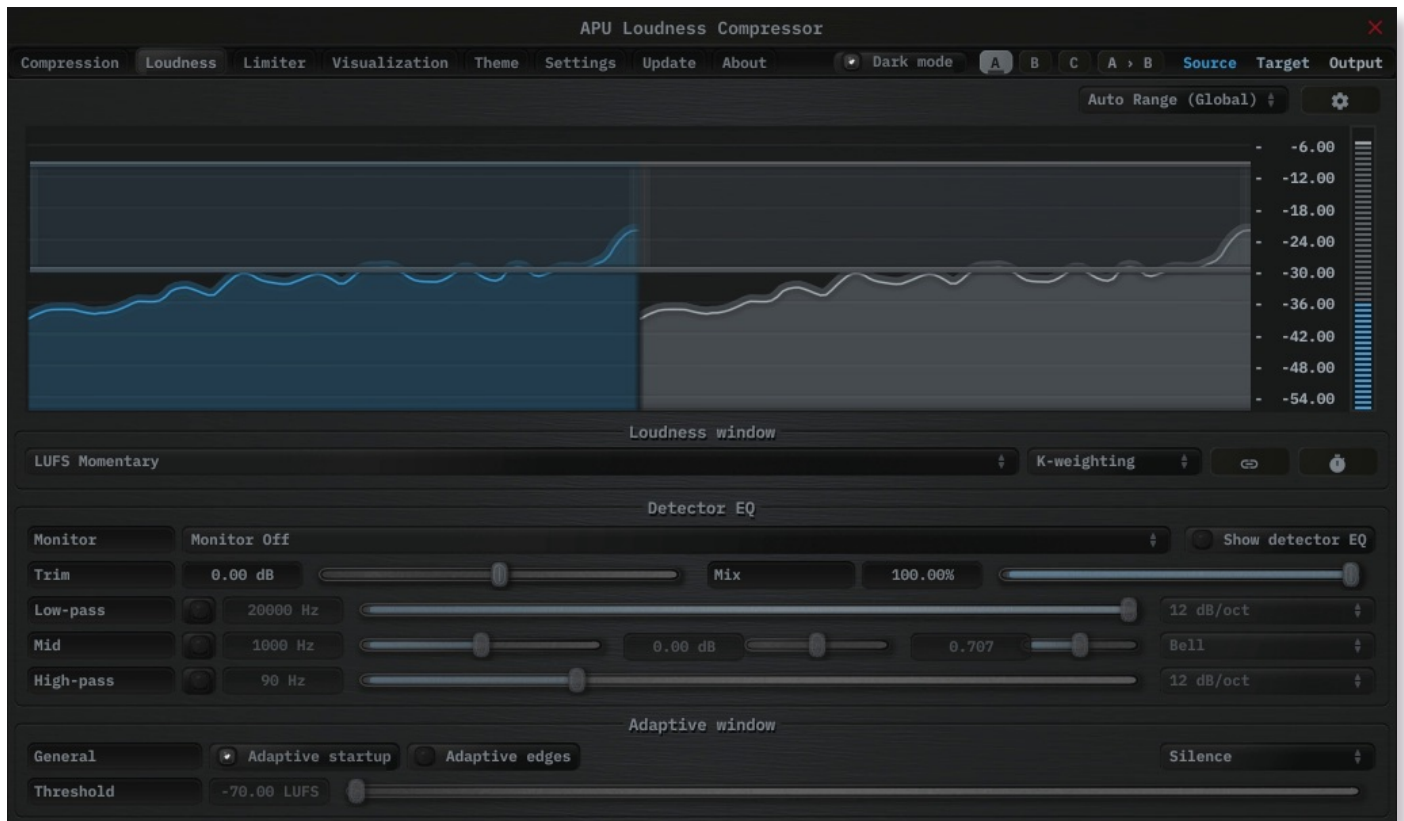 APU Loudness Compressor
Compression Loudness Limiter Visualization Theme Settings Update About Dark mode A B C A › B Source Target Output
Auto Range (Global)
- -6.00
- -12.00
- -18.00
- -24.00
- -30.00
- -36.00
- -42.00
- -48.00
- -54.00
Loudness window
LUFS Momentary K-weighting
Detector EQ
Monitor Monitor Off Show detector EQ
Trim 0.00 dB Mix 100.00%
Low-pass 20000 Hz 12 dB/oct
Mid 1000 Hz 0.00 dB 0.707 Bell
High-pass 90 Hz 12 dB/oct
Adaptive window
General Adaptive startup Adaptive edges Silence
Threshold -70.00 LUFS